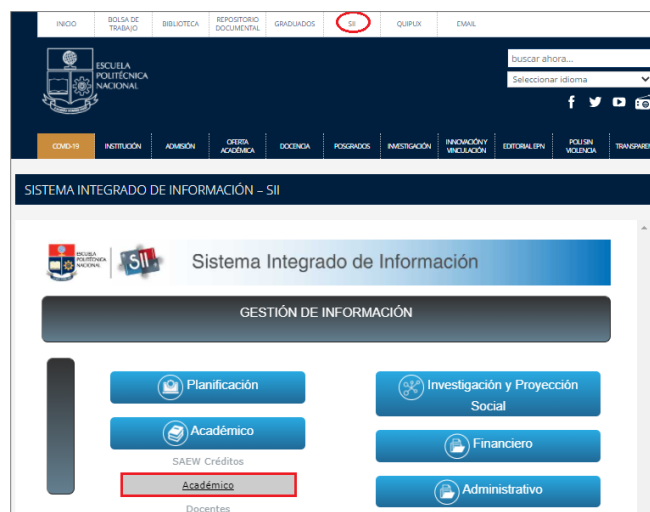 INICIO
BOLSA DE
TRABAJO
BIBLIOTECA
REPOSITORIO
DOCUMENTAL
GRADUADOS
SII
QUIPUX
EMAIL
ESCUELA
POLITÉCNICA
NACIONAL
buscar ahora...
Seleccionar idioma
COVID-19
INSTITUCIÓN
ADMISIÓN
OFERTA
ACADÉMICA
DOCENCIA
POSGRADOS
INVESTIGACIÓN
INNOVACIÓN Y
VINCULACIÓN
EDITORIAL EPN
POLI SIN
VIOLENCIA
TRANSPAREN
SISTEMA INTEGRADO DE INFORMACIÓN – SII
ESCUELA
POLITÉCNICA
NACIONAL
SII
Sistema Integrado de Información
GESTIÓN DE INFORMACIÓN
Planificación
Investigación y Proyección
Social
Académico
Financiero
SAEW Créditos
Académico
Administrativo
Docentes